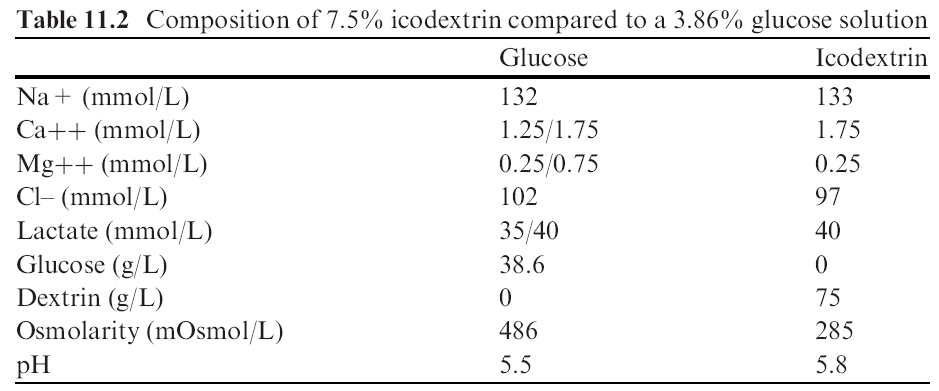 Table 11.2 Composition of 7.5% icodextrin compared to a 3.86% glucose solution
Glucose Icodextrin
Na+ (mmol/L) 132 133
Ca++ (mmol/L) 1.25/1.75 1.75
Mg++ (mmol/L) 0.25/0.75 0.25
Cl– (mmol/L) 102 97
Lactate (mmol/L) 35/40 40
Glucose (g/L) 38.6 0
Dextrin (g/L) 0 75
Osmolarity (mOsmol/L) 486 285
pH 5.5 5.8